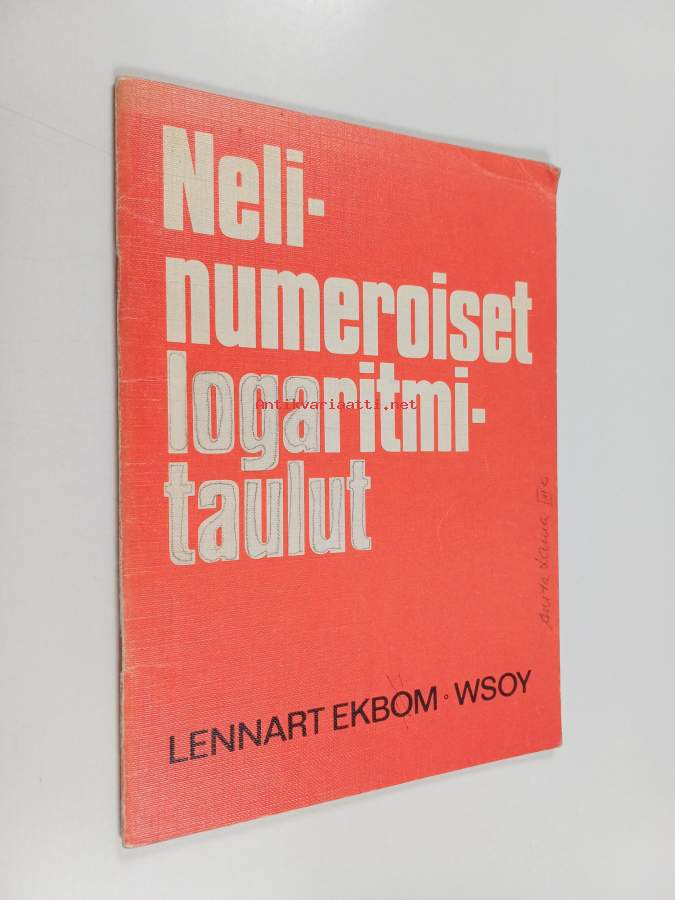 Neli-
numeroiset
logaritmi-
taulut
Antikvariaatti.net
LENNART EKBOM · WSOY